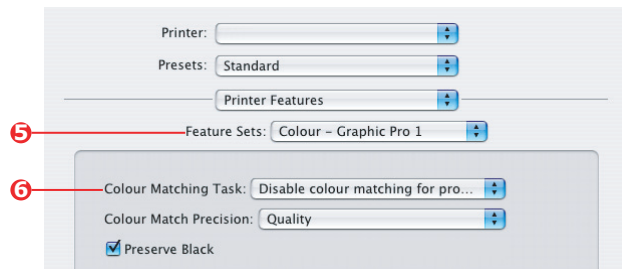 Printer:
Presets: Standard
Printer Features
5 Feature Sets: Colour – Graphic Pro 1
6 Colour Matching Task: Disable colour matching for pro...
Colour Match Precision: Quality
Preserve Black